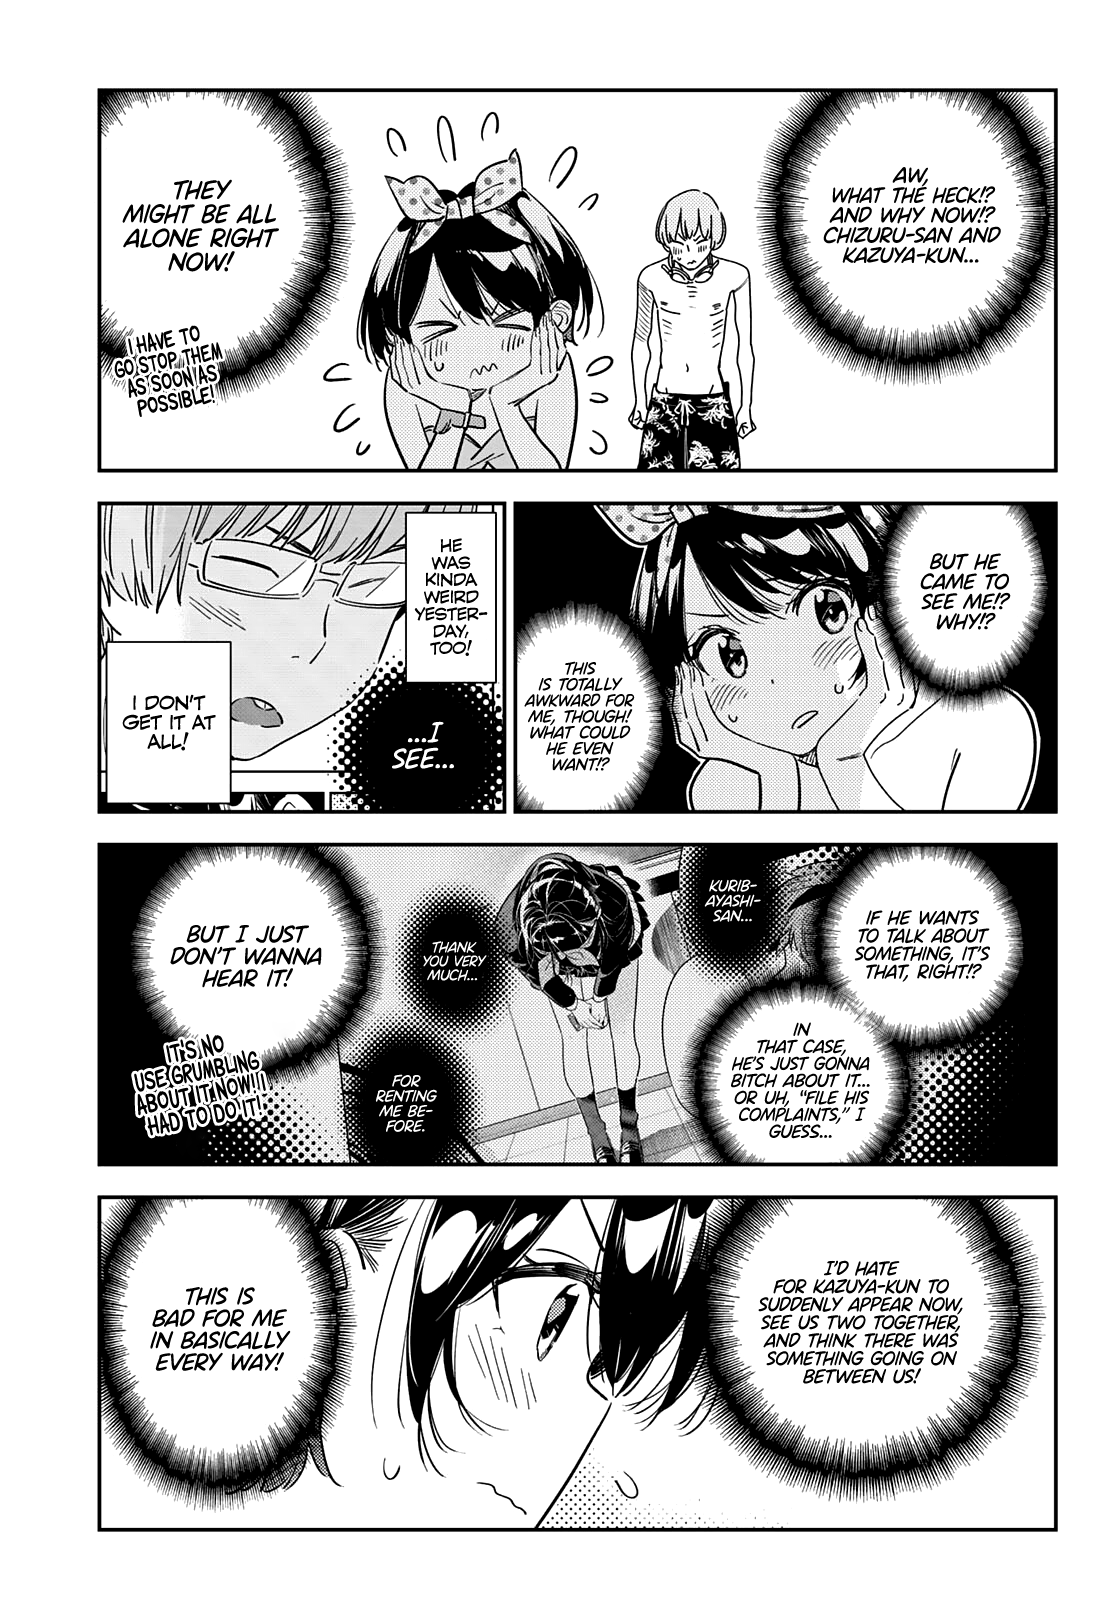 AW,
WHAT THE HECK!?
AND WHY NOW!?
CHIZURU-SAN AND
KAZUYA-KUN...
THEY
MIGHT BE ALL
ALONE RIGHT
NOW!
I HAVE TO
GO STOP THEM
AS SOON AS
POSSIBLE!
BUT HE
CAME TO
SEE ME!?
WHY!?
THIS
IS TOTALLY
AWKWARD FOR
ME, THOUGH!
WHAT COULD
HE EVEN
WANT!?
HE
WAS
KINDA
WEIRD
YESTER-
DAY,
TOO!
...I
SEE...
I DON'T
GET IT AT
ALL!
IF HE WANTS
TO TALK ABOUT
SOMETHING, IT'S
THAT, RIGHT!?
KURIB-
AYASHI-
SAN...
IN
THAT CASE,
HE'S JUST GONNA
BITCH ABOUT IT...
OR UH, "FILE HIS
COMPLAINTS," I
GUESS...
THANK
YOU VERY
MUCH...
FOR
RENTING
ME BE-
FORE.
BUT I JUST
DON'T WANNA
HEAR IT!
IT'S NO
USE GRUMBLING
ABOUT IT NOW! I
HAD TO DO IT!
I'D HATE
FOR KAZUYA-KUN TO
SUDDENLY APPEAR NOW,
SEE US TWO TOGETHER,
AND THINK THERE WAS
SOMETHING GOING ON
BETWEEN US!
THIS IS
BAD FOR ME
IN BASICALLY
EVERY WAY!